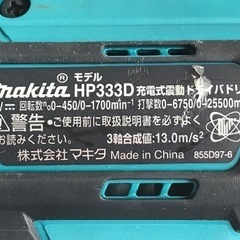 モデル
makita® HP333D 充電式震動ドライバドリ
V⎓ 回転数n₀0-450/0-1700min⁻¹ 打撃数0-6750/0-25500m
⚠警告・ご使用前に取扱説明書を必ず
お読みください。 3軸合成値:13.0m/s²
株式会社 マキタ Made in China 855D97-6